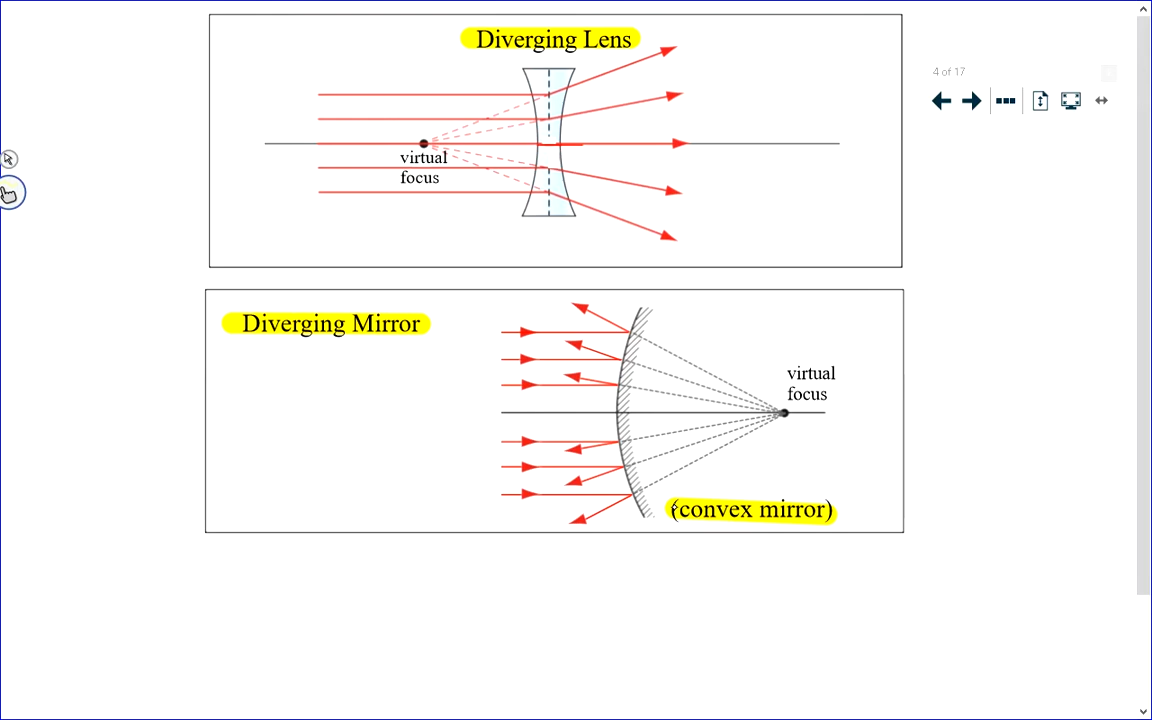 Diverging Lens
4 of 17
virtual
focus
Diverging Mirror
virtual
focus
(convex mirror)